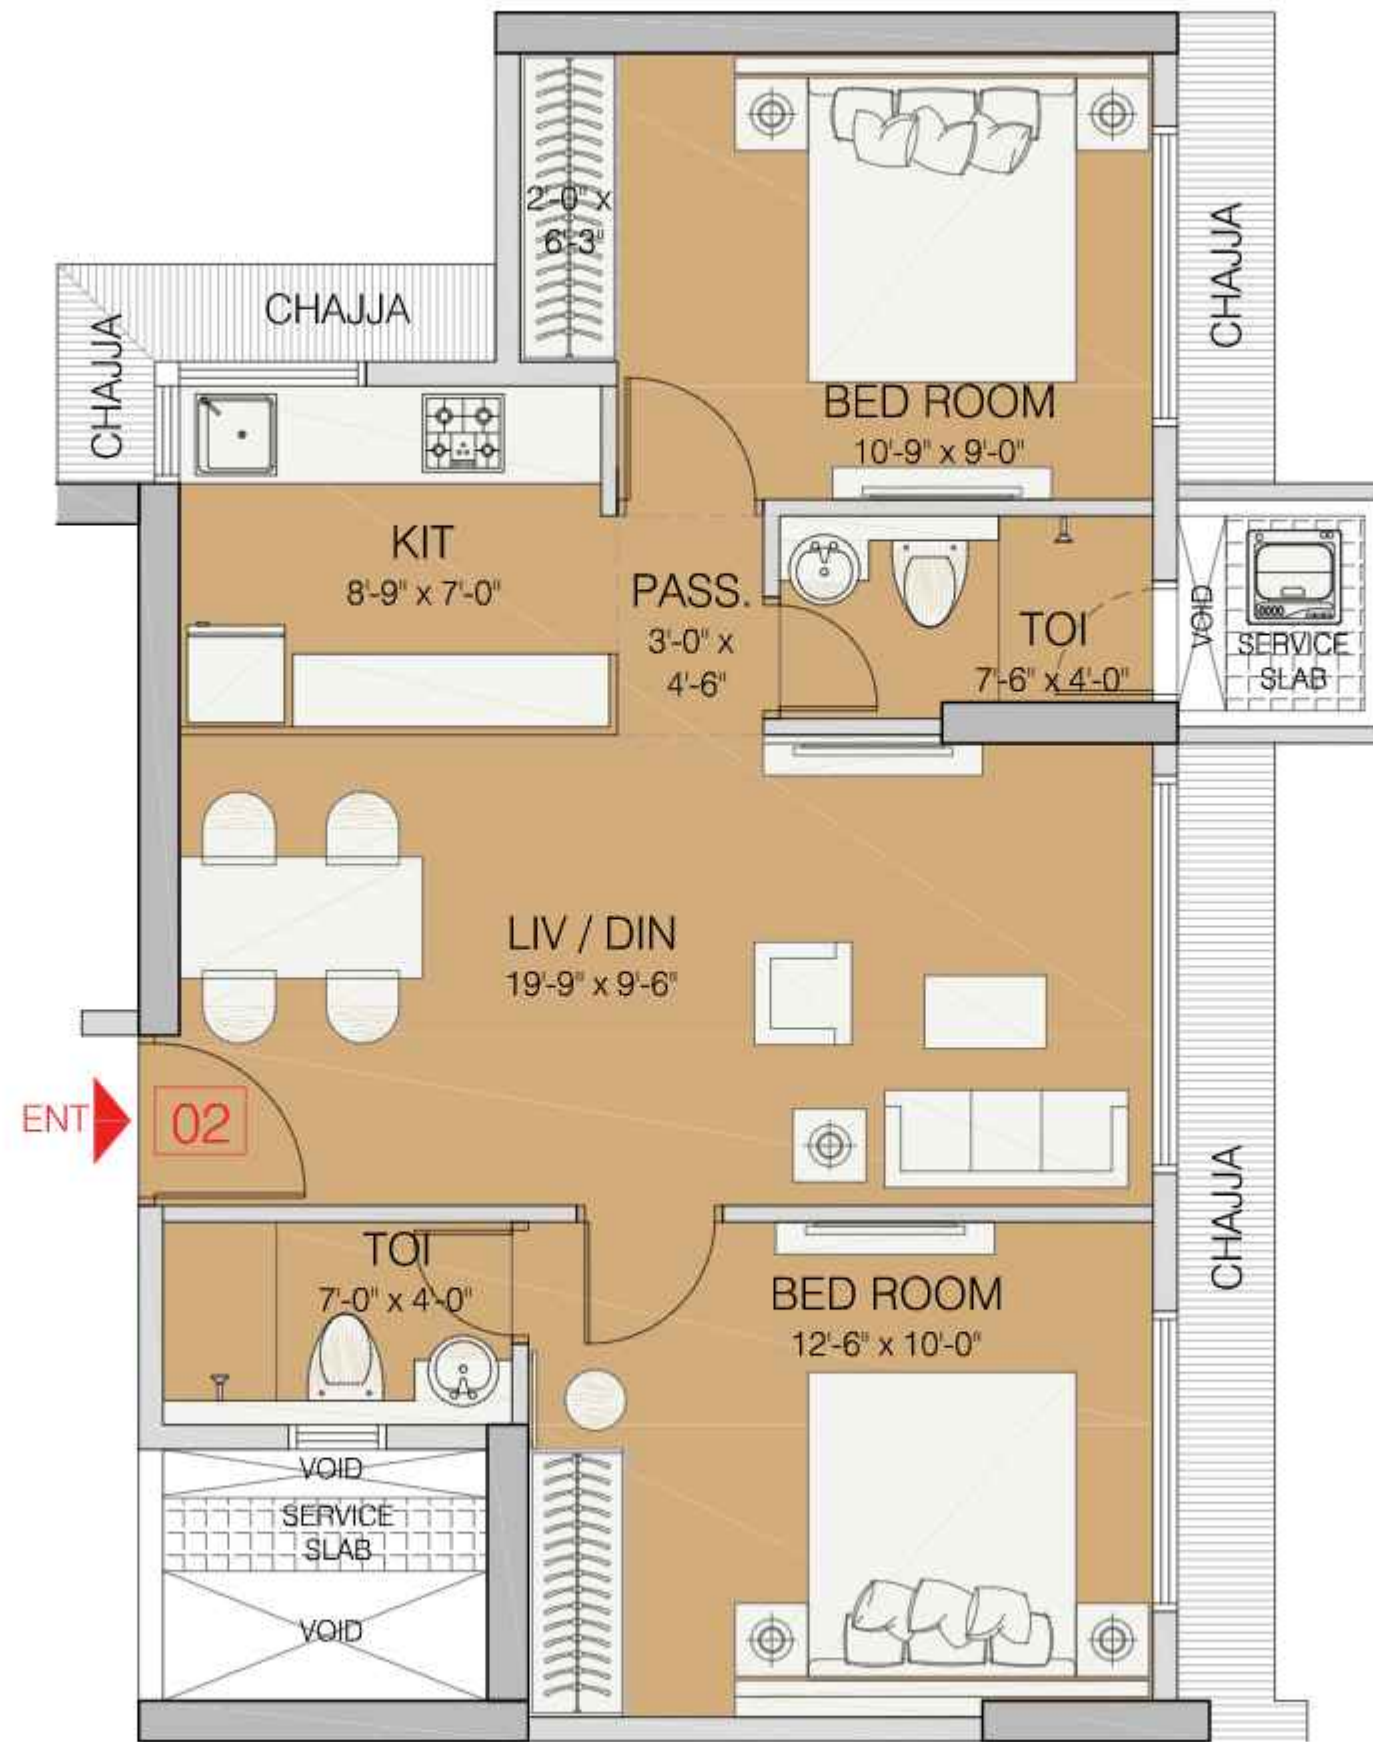 2'-0" x
6'-3"
CHAJJA
CHAJJA
CHAJJA
BED ROOM
10'-9" x 9'-0"
KIT
8'-9" x 7'-0"
PASS.
3'-0" x
4'-6"
TOI
7'-6" x 4'-0"
VOID
SERVICE
SLAB
LIV / DIN
19'-9" x 9'-6"
ENT
02
CHAJJA
TOI
7'-0" x 4'-0"
BED ROOM
12'-6" x 10'-0"
VOID
SERVICE
SLAB
VOID